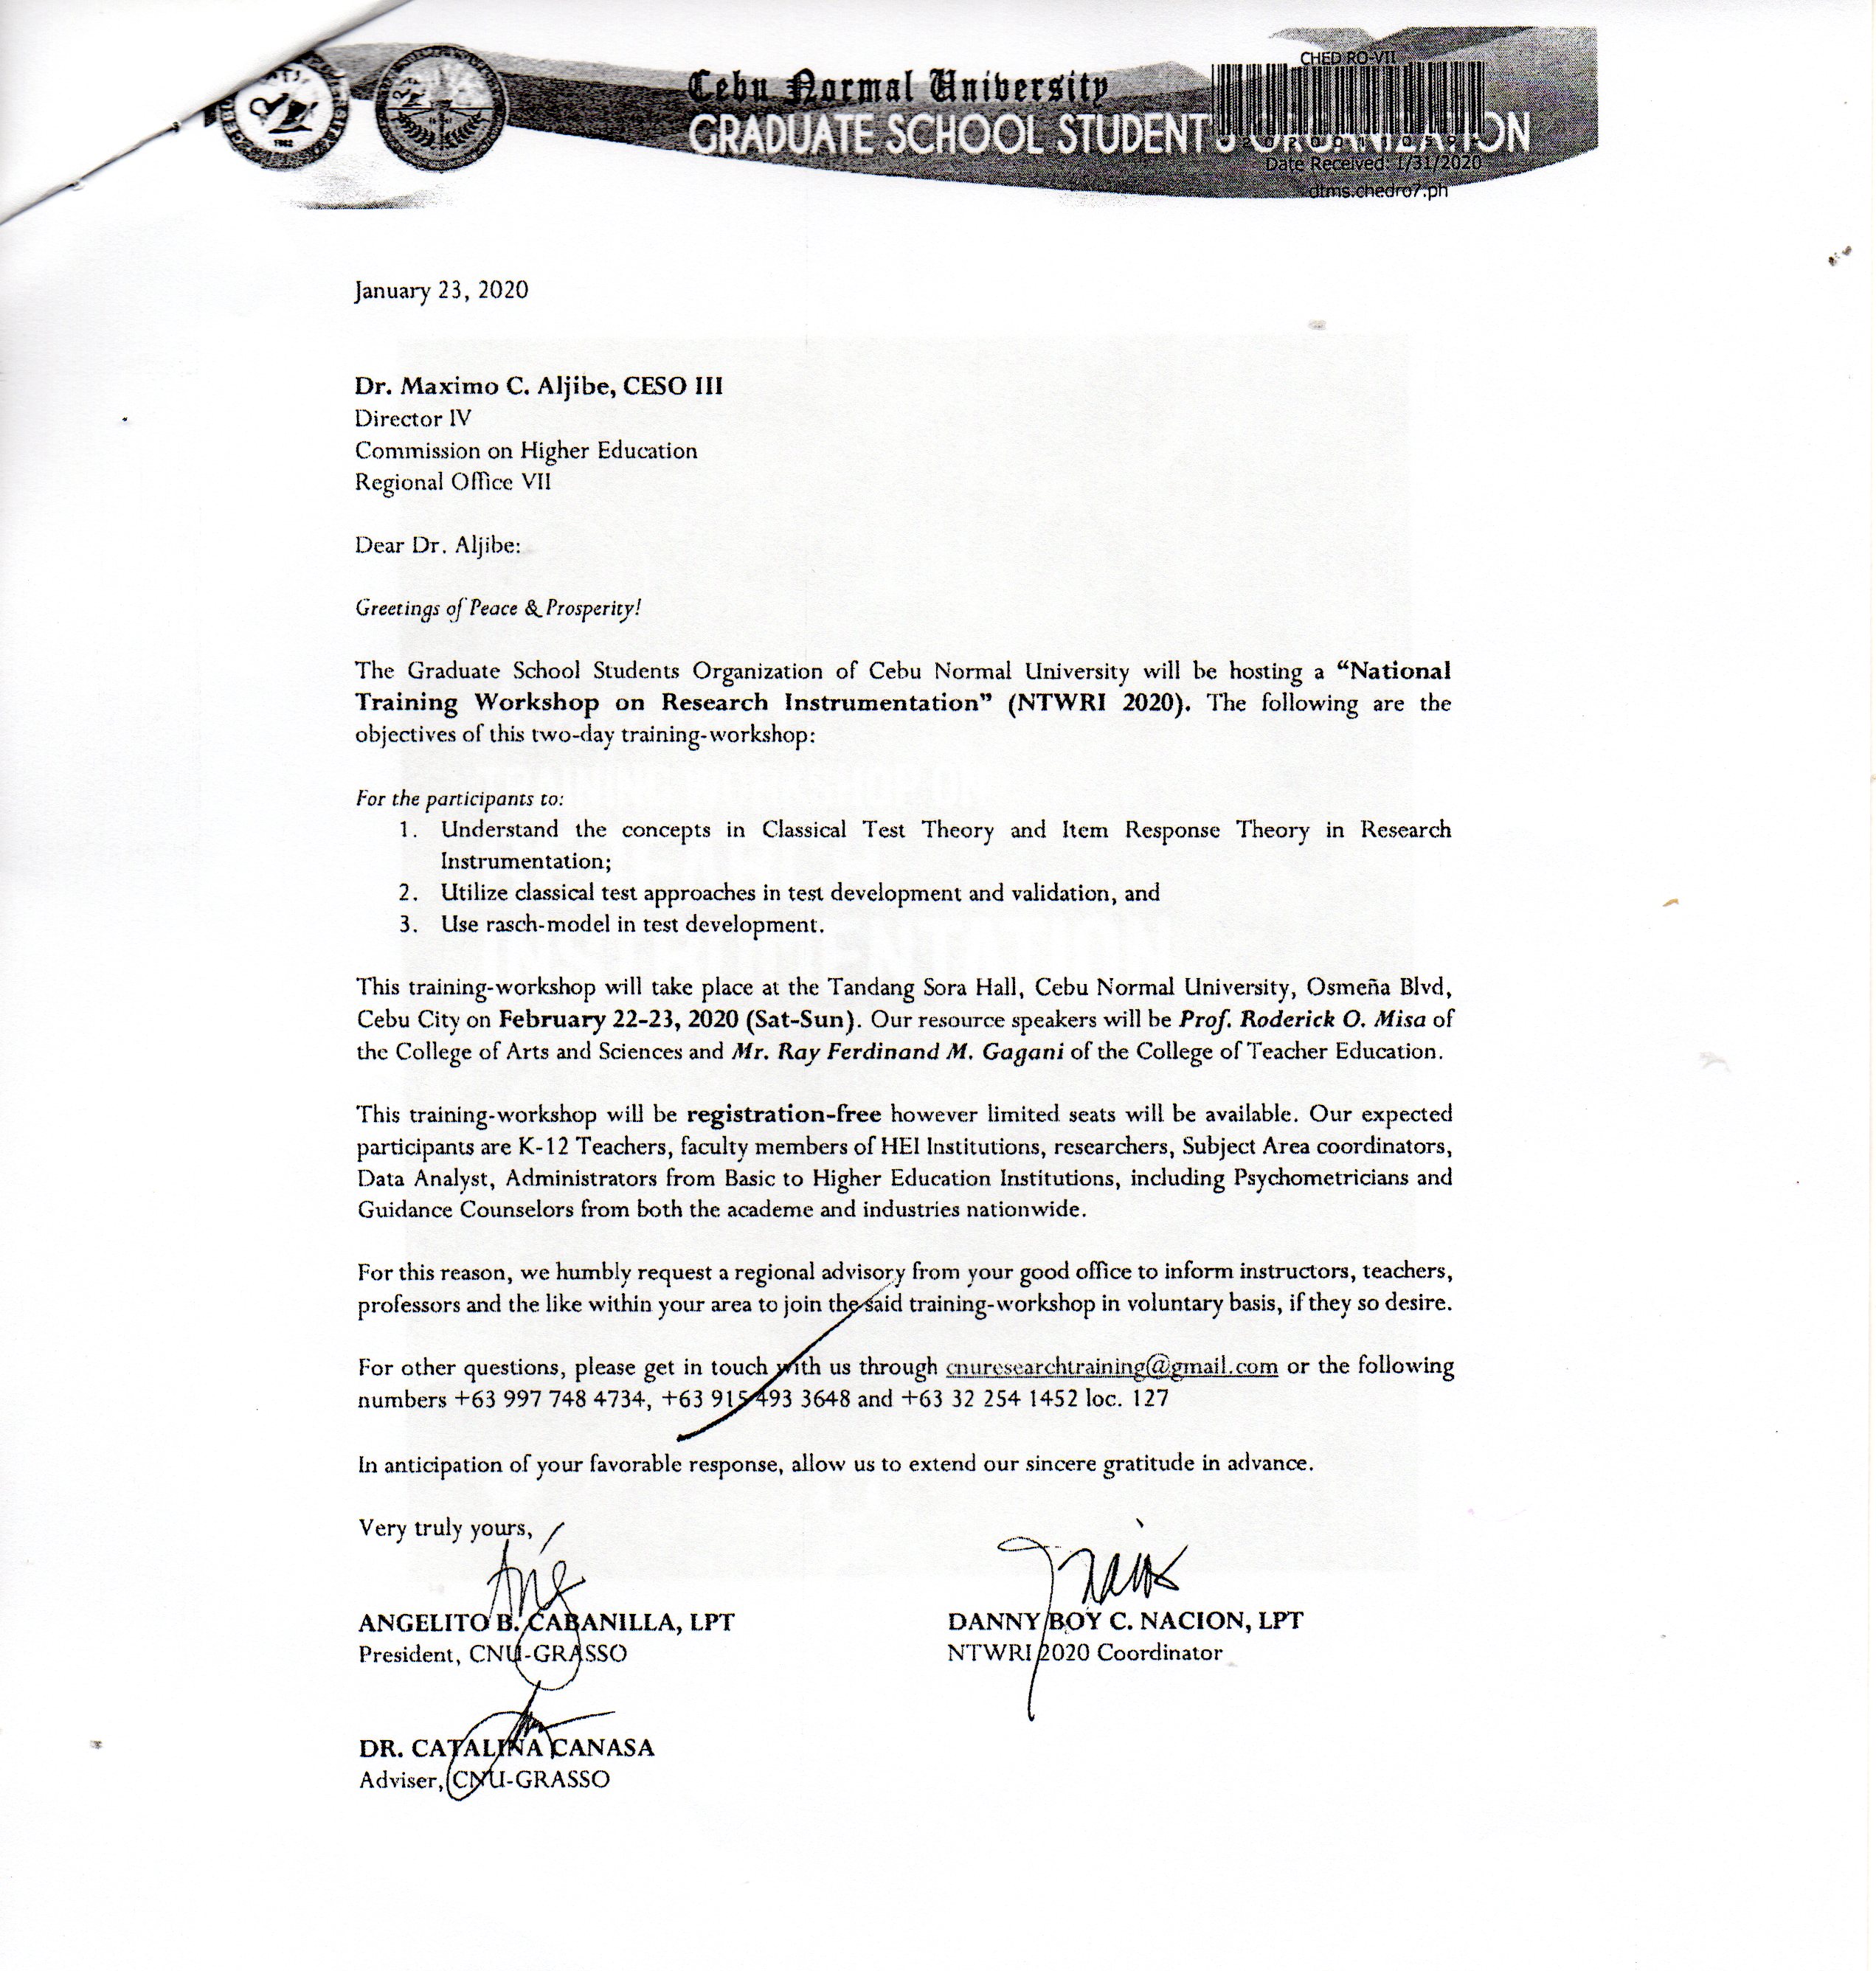 Cebu Normal University
GRADUATE SCHOOL STUDENTS ORGANIZATION
CHED RO-VII
Date Received: 1/31/2020
dtms.chedro7.ph
January 23, 2020
Dr. Maximo C. Aljibe, CESO III
Director IV
Commission on Higher Education
Regional Office VII
Dear Dr. Aljibe:
Greetings of Peace & Prosperity!
The Graduate School Students Organization of Cebu Normal University will be hosting a “National
Training Workshop on Research Instrumentation” (NTWRI 2020). The following are the
objectives of this two-day training-workshop:
For the participants to:
1. Understand the concepts in Classical Test Theory and Item Response Theory in Research
Instrumentation;
2. Utilize classical test approaches in test development and validation, and
3. Use rasch-model in test development.
This training-workshop will take place at the Tandang Sora Hall, Cebu Normal University, Osmeña Blvd,
Cebu City on February 22-23, 2020 (Sat-Sun). Our resource speakers will be Prof. Roderick O. Misa of
the College of Arts and Sciences and Mr. Ray Ferdinand M. Gagani of the College of Teacher Education.
This training-workshop will be registration-free however limited seats will be available. Our expected
participants are K-12 Teachers, faculty members of HEI Institutions, researchers, Subject Area coordinators,
Data Analyst, Administrators from Basic to Higher Education Institutions, including Psychometricians and
Guidance Counselors from both the academe and industries nationwide.
For this reason, we humbly request a regional advisory from your good office to inform instructors, teachers,
professors and the like within your area to join the said training-workshop in voluntary basis, if they so desire.
For other questions, please get in touch with us through cnuresearchtraining@gmail.com or the following
numbers +63 997 748 4734, +63 915 493 3648 and +63 32 254 1452 loc. 127
In anticipation of your favorable response, allow us to extend our sincere gratitude in advance.
Very truly yours,
ANGELITO B. CABANILLA, LPT
President, CNU-GRASSO
DANNY BOY C. NACION, LPT
NTWRI 2020 Coordinator
DR. CATALINA CANASA
Adviser, CNU-GRASSO